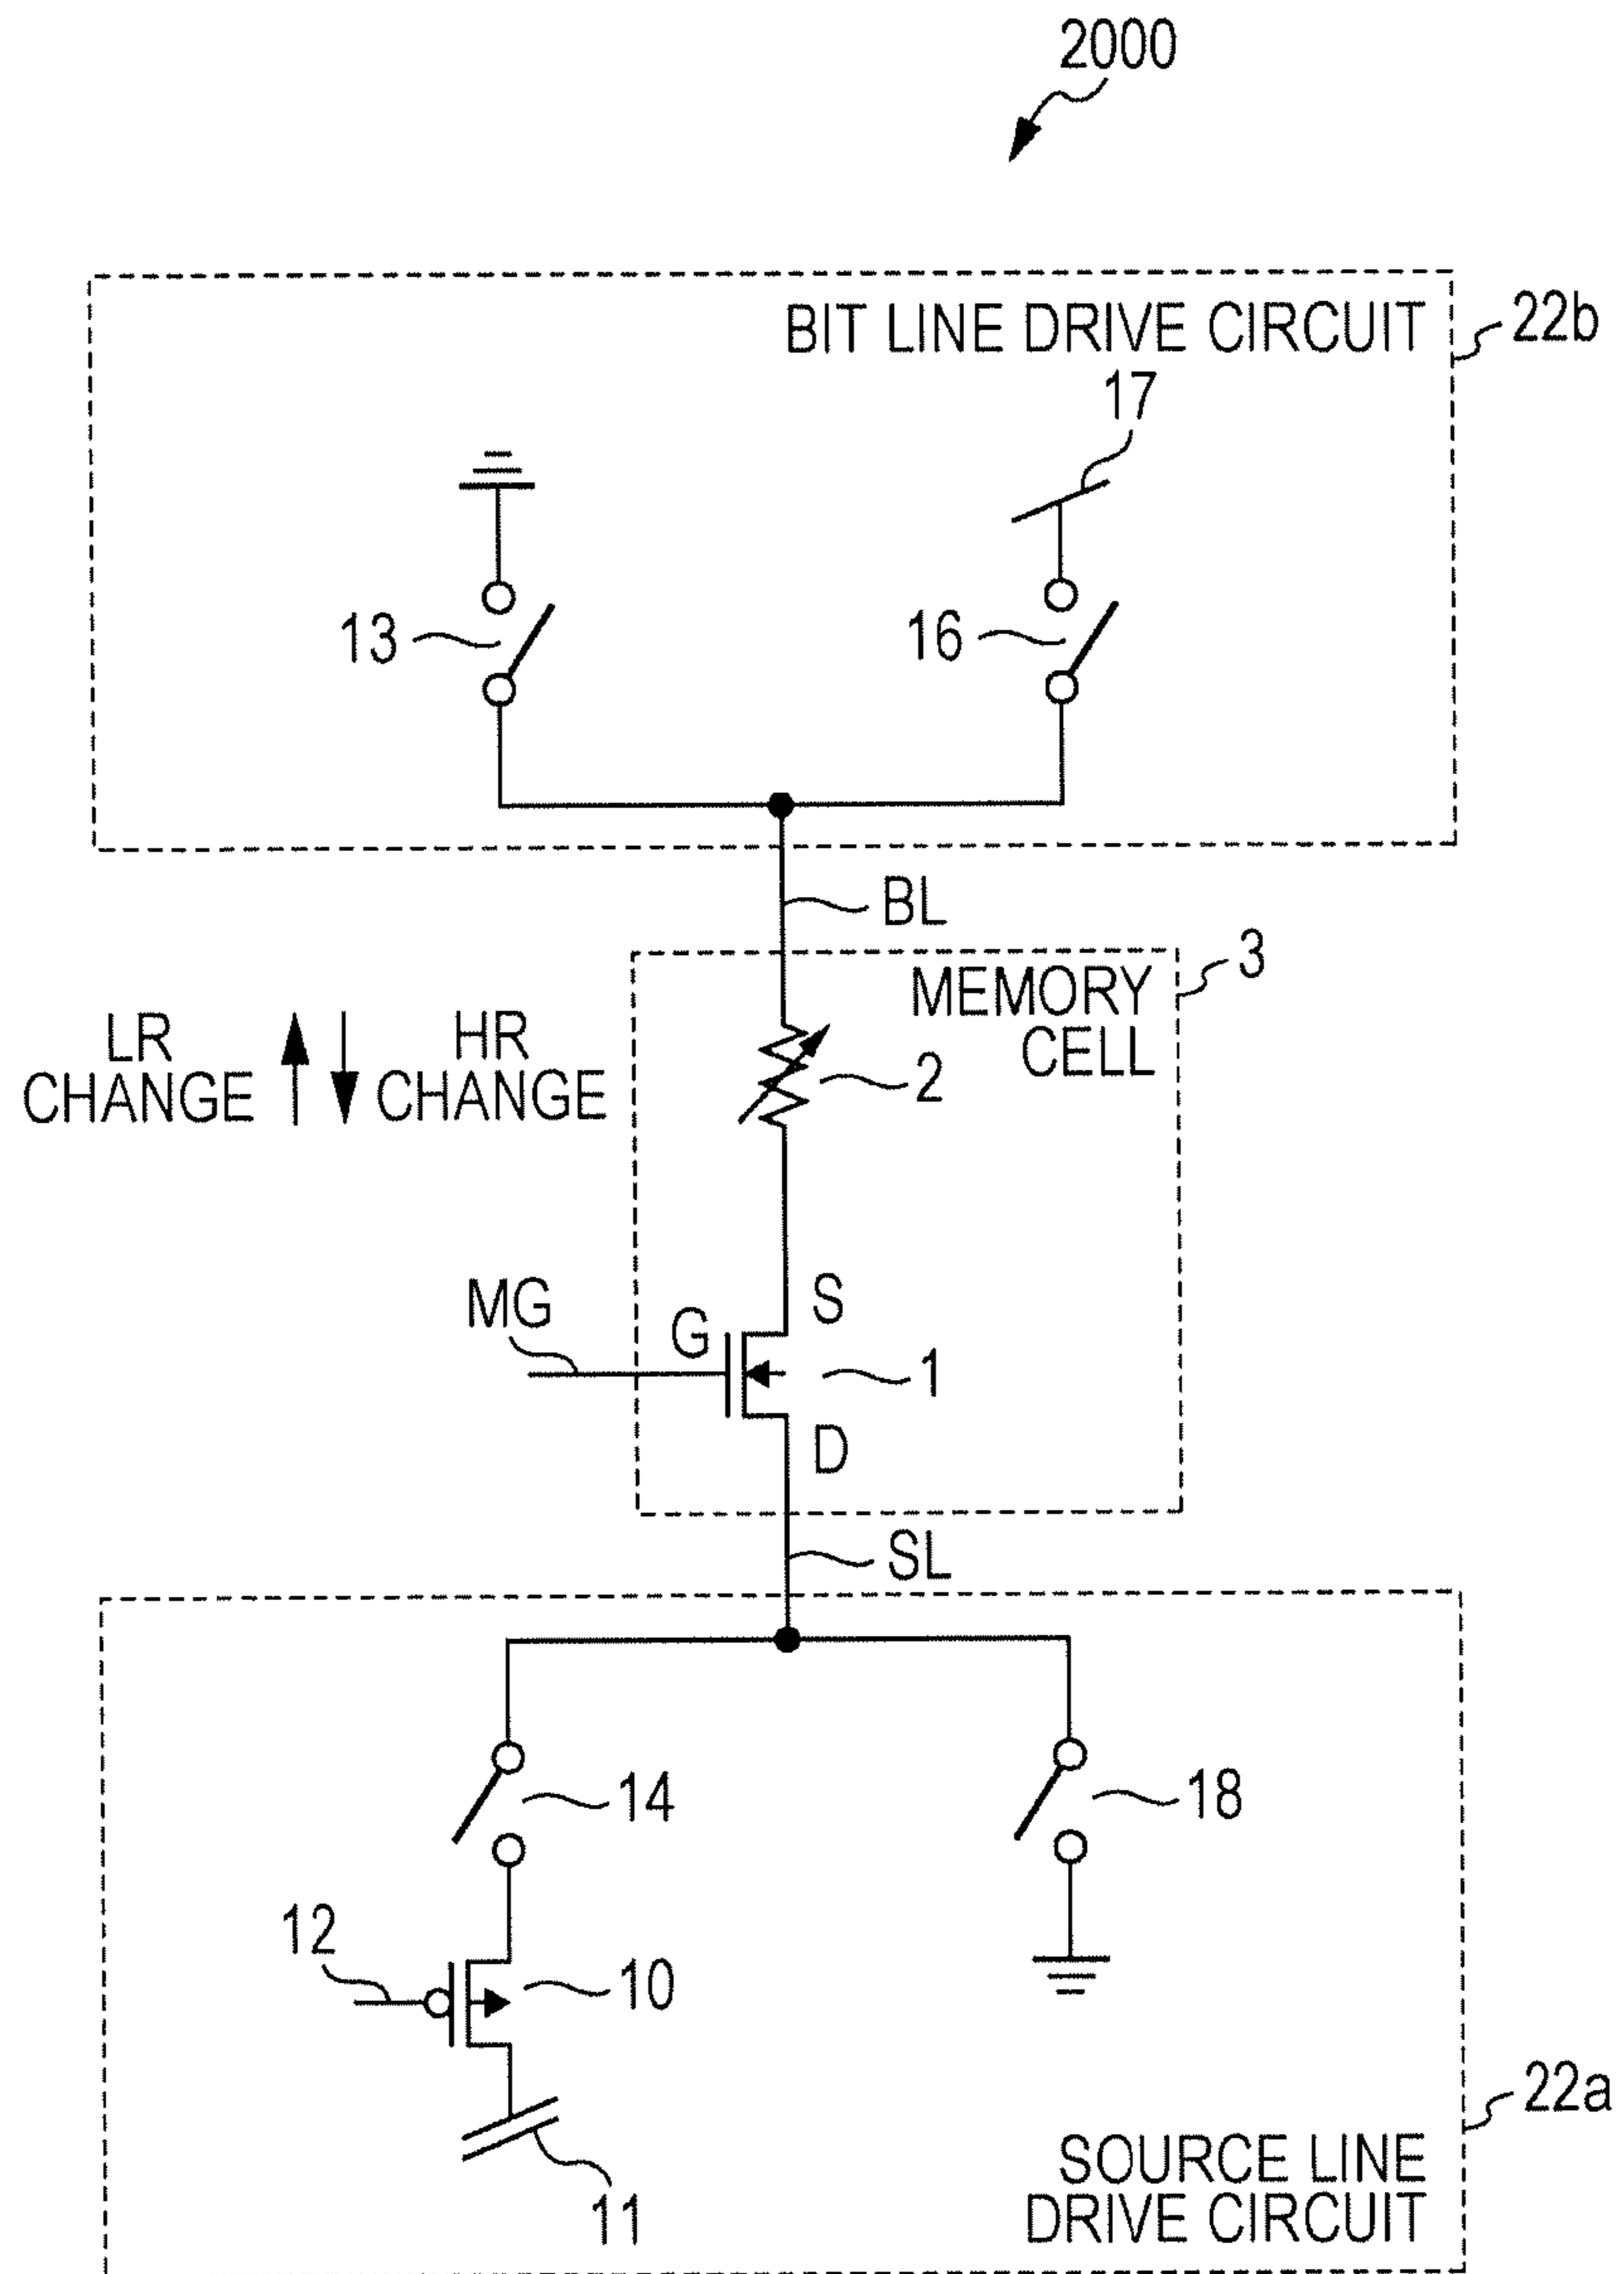 2000
BIT LINE DRIVE CIRCUIT
22b
17
13
16
BL
3
MEMORY
CELL
LR
CHANGE
HR
CHANGE
2
MG
G
S
1
D
SL
14
18
12
10
11
22a
SOURCE LINE
DRIVE CIRCUIT